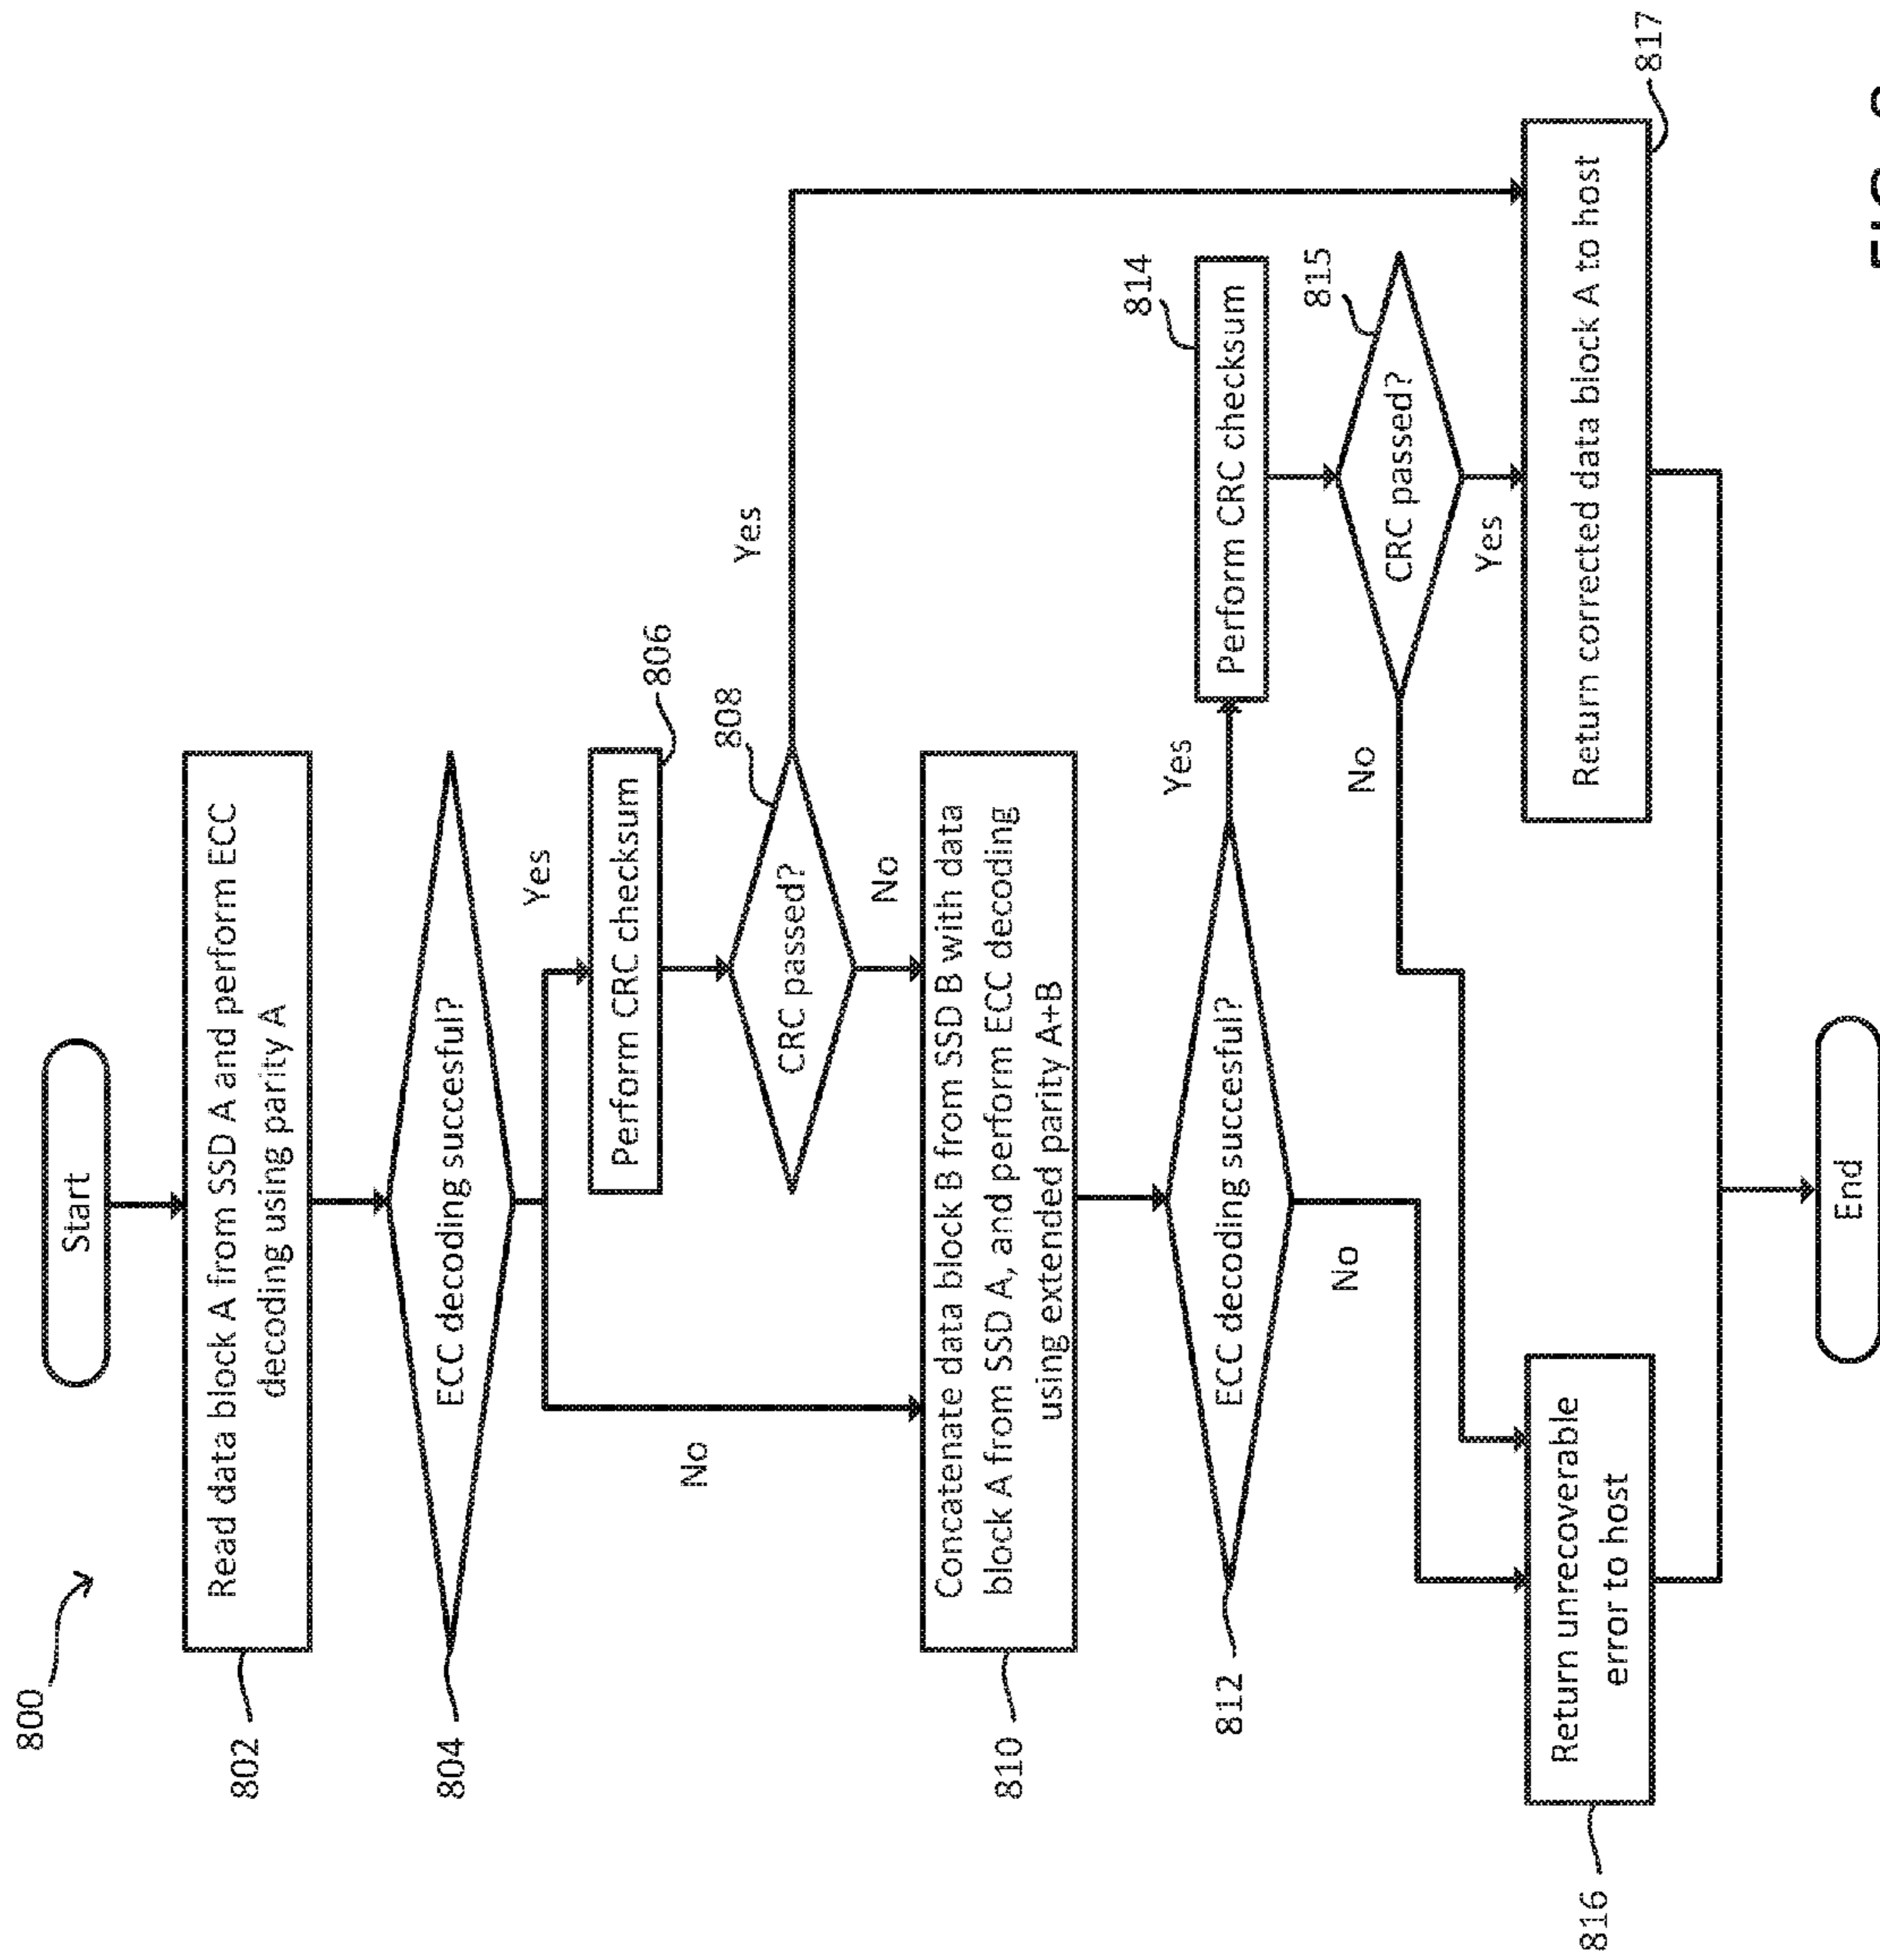 800
Start
802
Read data block A from SSD A and perform ECC
decoding using parity A
804
ECC decoding succesful?
Yes
No
Perform CRC checksum
806
808
CRC passed?
Yes
No
810
Concatenate data block B from SSD B with data
block A from SSD A, and perform ECC decoding
using extended parity A+B
812
ECC decoding successful?
Yes
No
Perform CRC checksum
814
CRC passed?
815
No
Yes
816
Return unrecoverable
error to host
Return corrected data block A to host
817
End